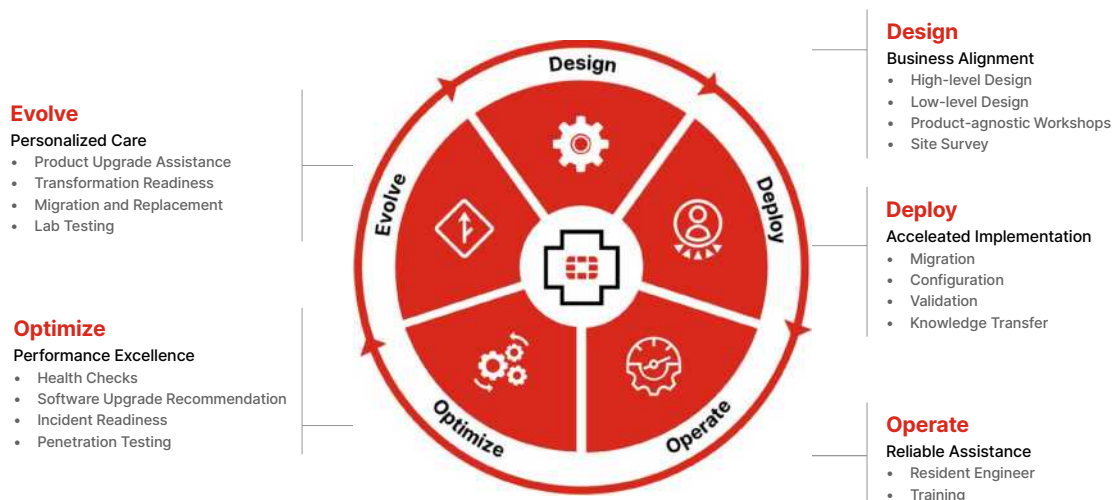 Design
Deploy
Operate
Optimize
Evolve
Evolve
Personalized Care
• Product Upgrade Assistance
• Transformation Readiness
• Migration and Replacement
• Lab Testing
Optimize
Performance Excellence
• Health Checks
• Software Upgrade Recommendation
• Incident Readiness
• Penetration Testing
Design
Business Alignment
• High-level Design
• Low-level Design
• Product-agnostic Workshops
• Site Survey
Deploy
Acceleated Implementation
• Migration
• Configuration
• Validation
• Knowledge Transfer
Operate
Reliable Assistance
• Resident Engineer
• Training